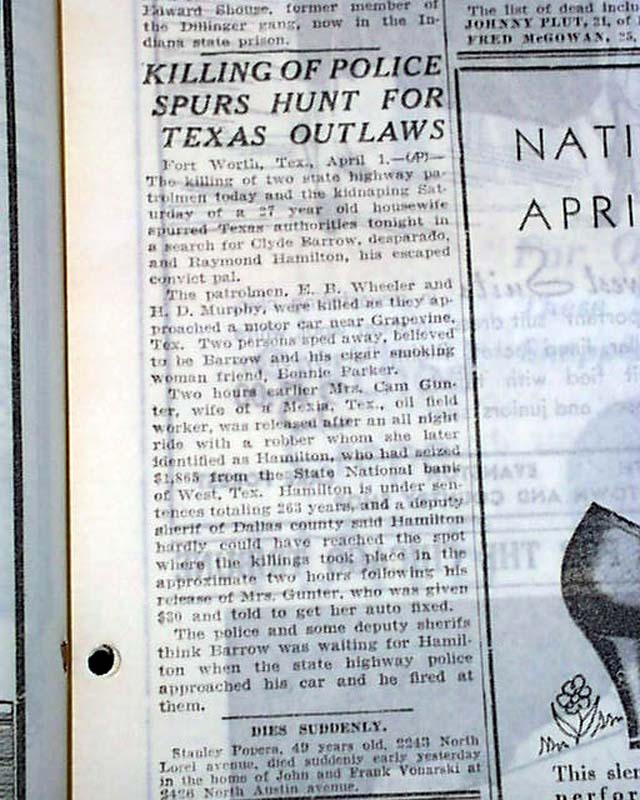 Edward Shouse, former member of
the Dillinger gang, now in the In-
diana state prison.
KILLING OF POLICE
SPURS HUNT FOR
TEXAS OUTLAWS
Fort Worth, Tex., April 1.—(AP)—
The killing of two state highway pa-
trolmen today and the kidnaping Sat-
urday of a 27 year old housewife
spurred Texas authorities tonight in
a search for Clyde Barrow, desparado,
and Raymond Hamilton, his escaped
convict pal.
The patrolmen, E. B. Wheeler and
H. D. Murphy, were killed as they ap-
proached a motor car near Grapevine,
Tex. Two persons sped away, believed
to be Barrow and his cigar smoking
woman friend, Bonnie Parker.
Two hours earlier Mrs. Cam Gun-
ter, wife of a Mexia, Tex., oil field
worker, was released after an all night
ride with a robber whom she later
identified as Hamilton, who had seized
$1,865 from the State National bank
of West, Tex. Hamilton is under sen-
tences totaling 263 years, and a deputy
sherif of Dallas county said Hamilton
hardly could have reached the spot
where the killings took place in the
approximate two hours following his
release of Mrs. Gunter, who was given
$30 and told to get her auto fixed.
The police and some deputy sherifs
think Barrow was waiting for Hamil-
ton when the state highway police
approached his car and he fired at
them.
DIES SUDDENLY.
Stanley Popera, 49 years old, 2243 North
Lorel avenue, died suddenly early yesterday
in the home of John and Frank Vonarski at
2426 North Austin avenue.
The list of dead inclu
JOHNNY PLUT, 21, of
FRED McGOWAN, 25,
NATI
APRI
This sle
perfor